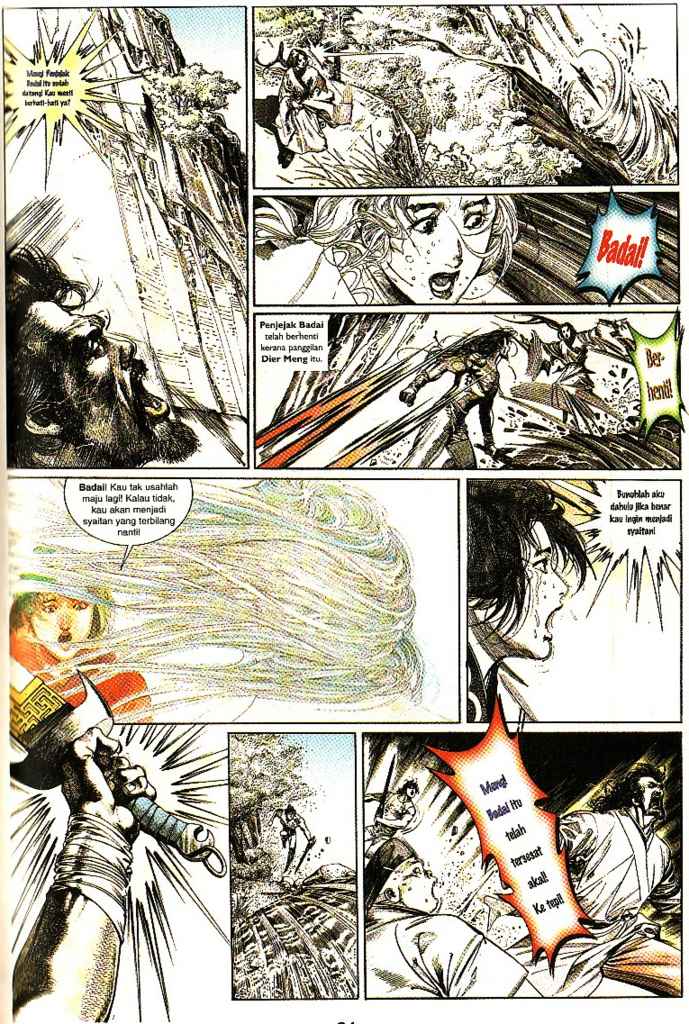 Meng! Penjejak
Badai itu sudah
datang! Kau mesti
berhati-hati ya?
Badai!
Penjejak Badai
telah berhenti
kerana panggilan
Dier Meng itu.
Ber-
henti!
Badai! Kau tak usahlah
maju lagi! Kalau tidak,
kau akan menjadi
syaitan yang terbilang
nanti!
Bunuhlah aku
dahulu jika benar
kau ingin menjadi
syaitan!
Meng!
Badai itu
telah
tersesat
akal!
Ke tepi!